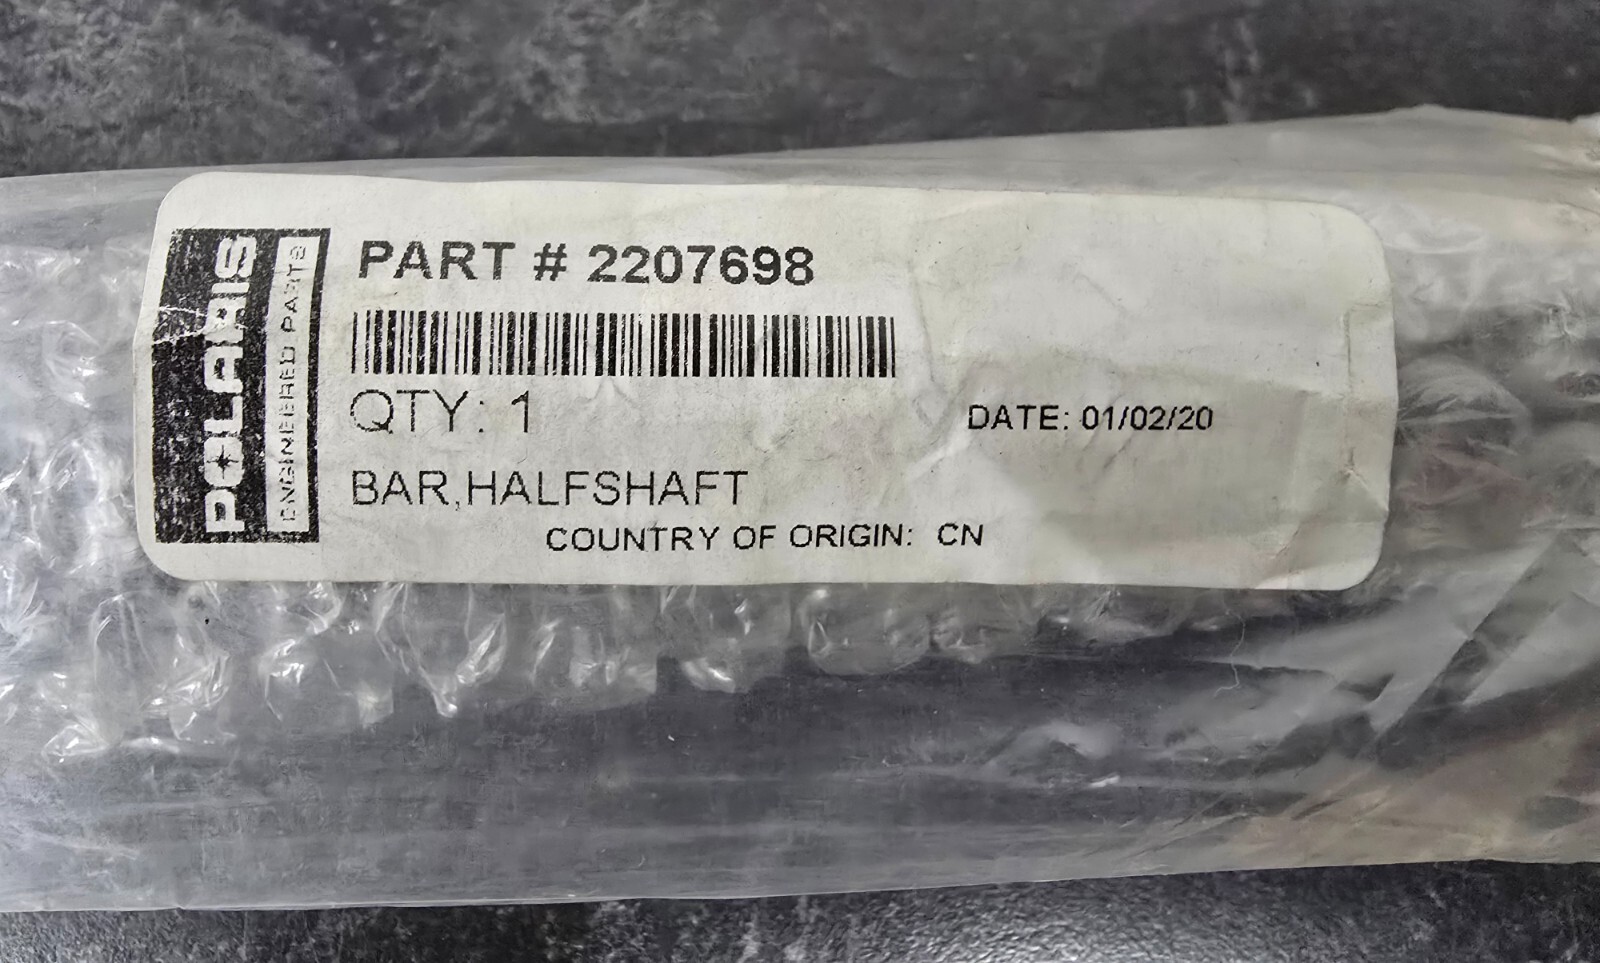 POLARIS
ENGINEERED PARTS
PART # 2207698
QTY: 1
DATE: 01/02/20
BAR,HALFSHAFT
COUNTRY OF ORIGIN: CN